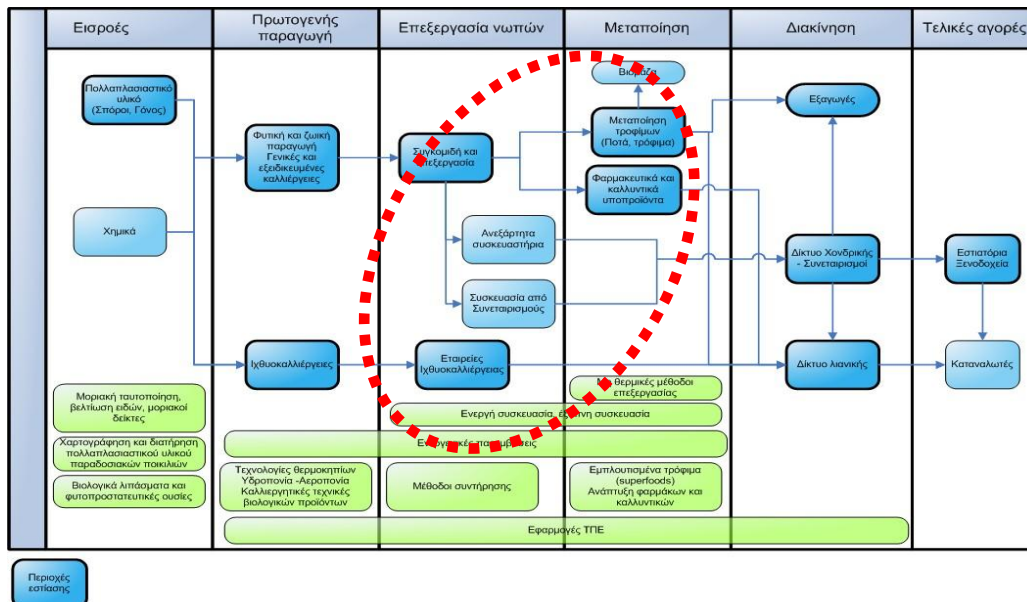 Εισροές
Πρωτογενής
παραγωγή
Επεξεργασία νωπών
Μεταποίηση
Διακίνηση
Τελικές αγορές
Πολλαπλασιαστικό
υλικό
(Σπόροι, Γόνος)
Χημικά
Φυτική και ζωική
παραγωγή
Γενικές και
εξειδικευμένες
καλλιέργειες
Ιχθυοκαλλιέργειες
Συγκομιδή και
επεξεργασία
Ανεξάρτητα
συσκευαστήρια
Συσκευασία από
Συνεταιρισμούς
Εταιρείες
Ιχθυοκαλλιέργειας
Βιομάζα
Μεταποίηση
τροφίμων
(Ποτά, τρόφιμα)
Φαρμακευτικά και
καλλυντικά
υποπροϊόντα
Εξαγωγές
Δίκτυο Χονδρικής
- Συνεταιρισμοί
Δίκτυο λιανικής
Εστιατόρια
Ξενοδοχεία
Καταναλωτές
Μοριακή ταυτοποίηση,
βελτίωση ειδών, μοριακοί
δείκτες
Χαρτογράφηση και διατήρηση
πολλαπλασιαστικού υλικού
παραδοσιακών ποικιλιών
Βιολογικά λιπάσματα και
φυτοπροστατευτικές ουσίες
Μη θερμικές μέθοδοι
επεξεργασίας
Ενεργή συσκευασία, έξυπνη συσκευασία
Ενεργειακές παρεμβάσεις
Τεχνολογίες θερμοκηπίων
Υδροπονία -Αεροπονία
Καλλιεργητικές τεχνικές
βιολογικών προϊόντων
Μέθοδοι συντήρησης
Εμπλουτισμένα τρόφιμα
(superfoods)
Ανάπτυξη φαρμάκων και
καλλυντικών
Εφαρμογές ΤΠΕ
Περιοχές
εστίασης